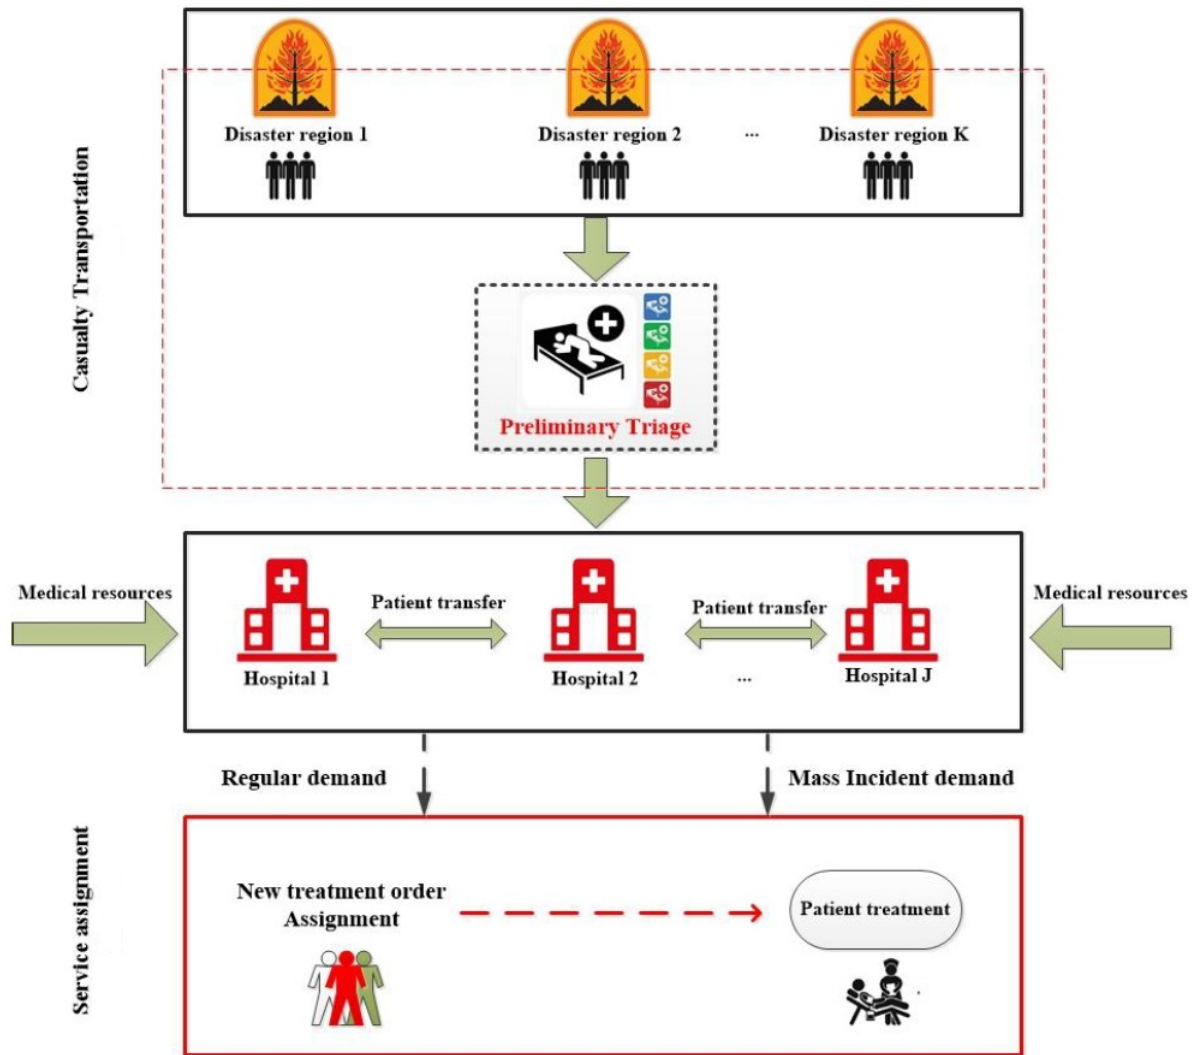 Casualty Transportation
Disaster region 1
Disaster region 2
...
Disaster region K
Preliminary Triage
Medical resources
Patient transfer
Patient transfer
Medical resources
Hospital 1
Hospital 2
...
Hospital J
Regular demand
Mass Incident demand
Service assignment
New treatment order
Assignment
Patient treatment